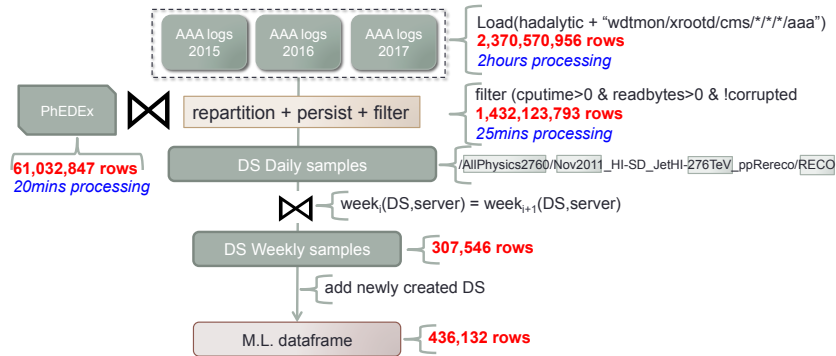 AAA logs
2015
AAA logs
2016
AAA logs
2017
Load(hadalytic + “wdtmon/xrootd/cms/*/*/*/aaa”)
2,370,570,956 rows
2hours processing
PhEDEx
repartition + persist + filter
filter (cputime>0 & readbytes>0 & !corrupted
1,432,123,793 rows
25mins processing
61,032,847 rows
20mins processing
DS Daily samples
/AllPhysics2760/Nov2011_HI-SD_JetHI-276TeV_ppRereco/RECO
weekᵢ(DS,server) = weekᵢ₊₁(DS,server)
DS Weekly samples
307,546 rows
add newly created DS
M.L. dataframe
436,132 rows